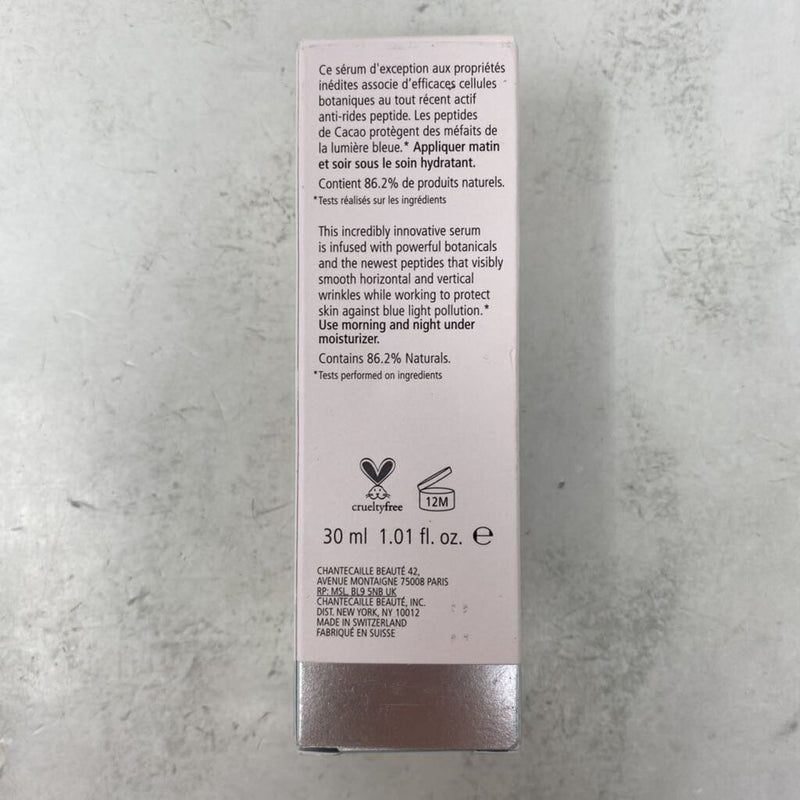 Ce sérum d'exception aux propriétés
inédites associe d'efficaces cellules
botaniques au tout récent actif
anti-rides peptide. Les peptides
de Cacao protègent des méfaits de
la lumière bleue.* Appliquer matin
et soir sous le soin hydratant.
Contient 86.2% de produits naturels.
*Tests réalisés sur les ingrédients
This incredibly innovative serum
is infused with powerful botanicals
and the newest peptides that visibly
smooth horizontal and vertical
wrinkles while working to protect
skin against blue light pollution.*
Use morning and night under
moisturizer.
Contains 86.2% Naturals.
*Tests performed on ingredients
crueltyfree
12M
30 ml 1.01 fl. oz. ℮
CHANTECAILLE BEAUTÉ 42,
AVENUE MONTAIGNE 75008 PARIS
RP: MSL, BL9 5NB UK
CHANTECAILLE BEAUTÉ, INC.
DIST. NEW YORK, NY 10012
MADE IN SWITZERLAND
FABRIQUÉ EN SUISSE